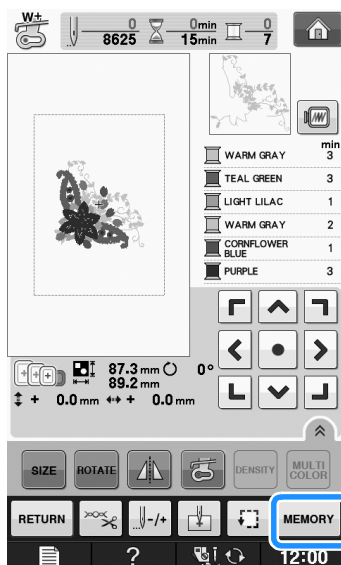 W+
0
8625
0min
15min
0
7
min
WARM GRAY 3
TEAL GREEN 3
LIGHT LILAC 1
WARM GRAY 2
CORNFLOWER
BLUE 1
PURPLE 3
87.3 mm 0°
89.2 mm
+ 0.0 mm + 0.0 mm
SIZE ROTATE DENSITY MULTI
COLOR
RETURN -/+ MEMORY
? 12:00